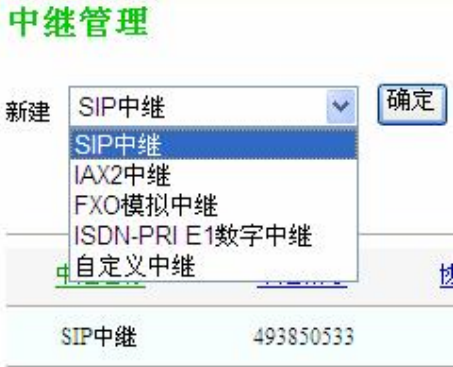 中继管理
新建 SIP中继 确定
SIP中继
IAX2中继
FXO模拟中继
ISDN-PRI E1数字中继
自定义中继
SIP中继 493850533